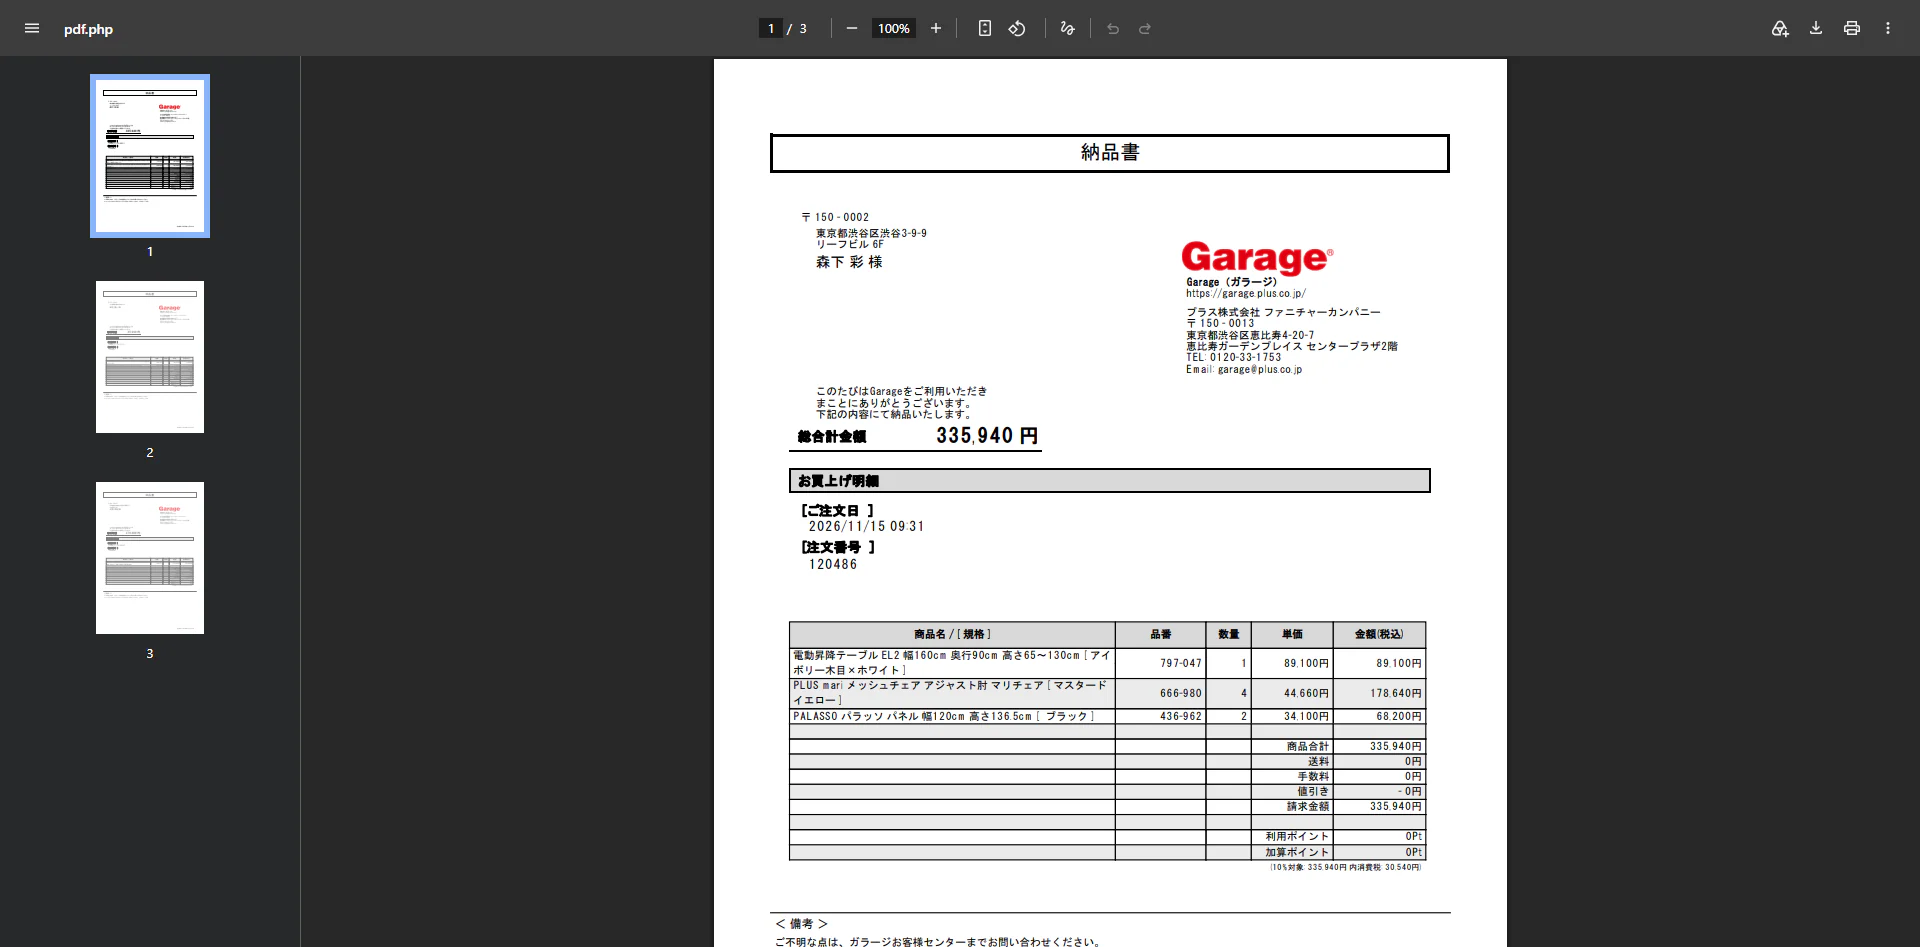 pdf.php
1 / 3
100%
1
2
3
納品書
〒150-0002
東京都渋谷区渋谷3-9-9
リーフビル 6F
森下 彩 様
Garage®
Garage（ガラージ）
https://garage.plus.co.jp/
プラス株式会社 ファニチャーカンパニー
〒150-0013
東京都渋谷区恵比寿4-20-7
恵比寿ガーデンプレイス センタープラザ2階
TEL: 0120-33-1753
Email: garage@plus.co.jp
このたびはGarageをご利用いただき
まことにありがとうございます。
下記の内容にて納品いたします。
総合計金額 335,940 円
お買上げ明細
[ご注文日 ]
2026/11/15 09:31
[注文番号 ]
120486
商品名 / [ 規格 ] 品番 数量 単価 金額(税込)
電動昇降テーブル EL2 幅160cm 奥行90cm 高さ65～130cm [ アイ
ボリー木目×ホワイト ] 797-047 1 89,100円 89,100円
PLUS mari メッシュチェア アジャスト肘 マリチェア [ マスタード
イエロー ] 666-980 4 44,660円 178,640円
PALASSO パラッソ パネル 幅120cm 高さ136.5cm [ ブラック ] 436-962 2 34,100円 68,200円
商品合計 335,940円
送料 0円
手数料 0円
値引き - 0円
請求金額 335,940円
利用ポイント 0Pt
加算ポイント 0Pt
(10%対象: 335,940円 内消費税: 30,540円)
＜ 備考 ＞
ご不明な点は、ガラージお客様センターまでお問い合わせください。